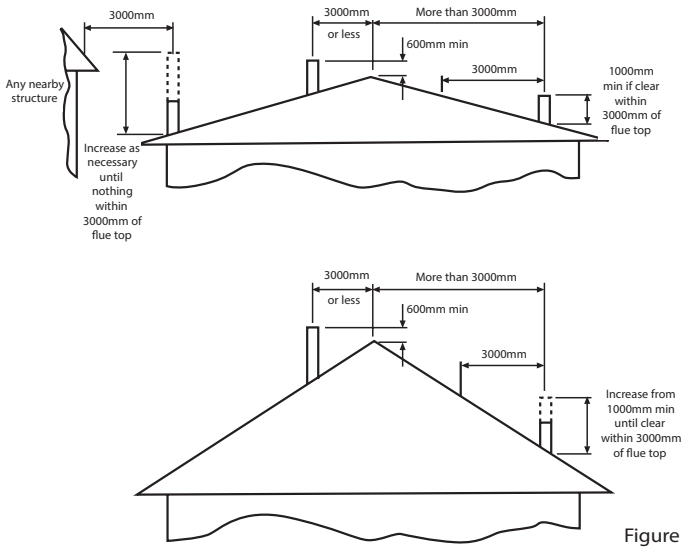 3000mm
3000mm
or less
More than 3000mm
600mm min
3000mm
1000mm
min if clear
within
3000mm of
flue top
Any nearby
structure
Increase as
necessary
until
nothing
within
3000mm of
flue top
3000mm
or less
More than 3000mm
600mm min
3000mm
Increase from
1000mm min
until clear
within 3000mm
of flue top
Figure